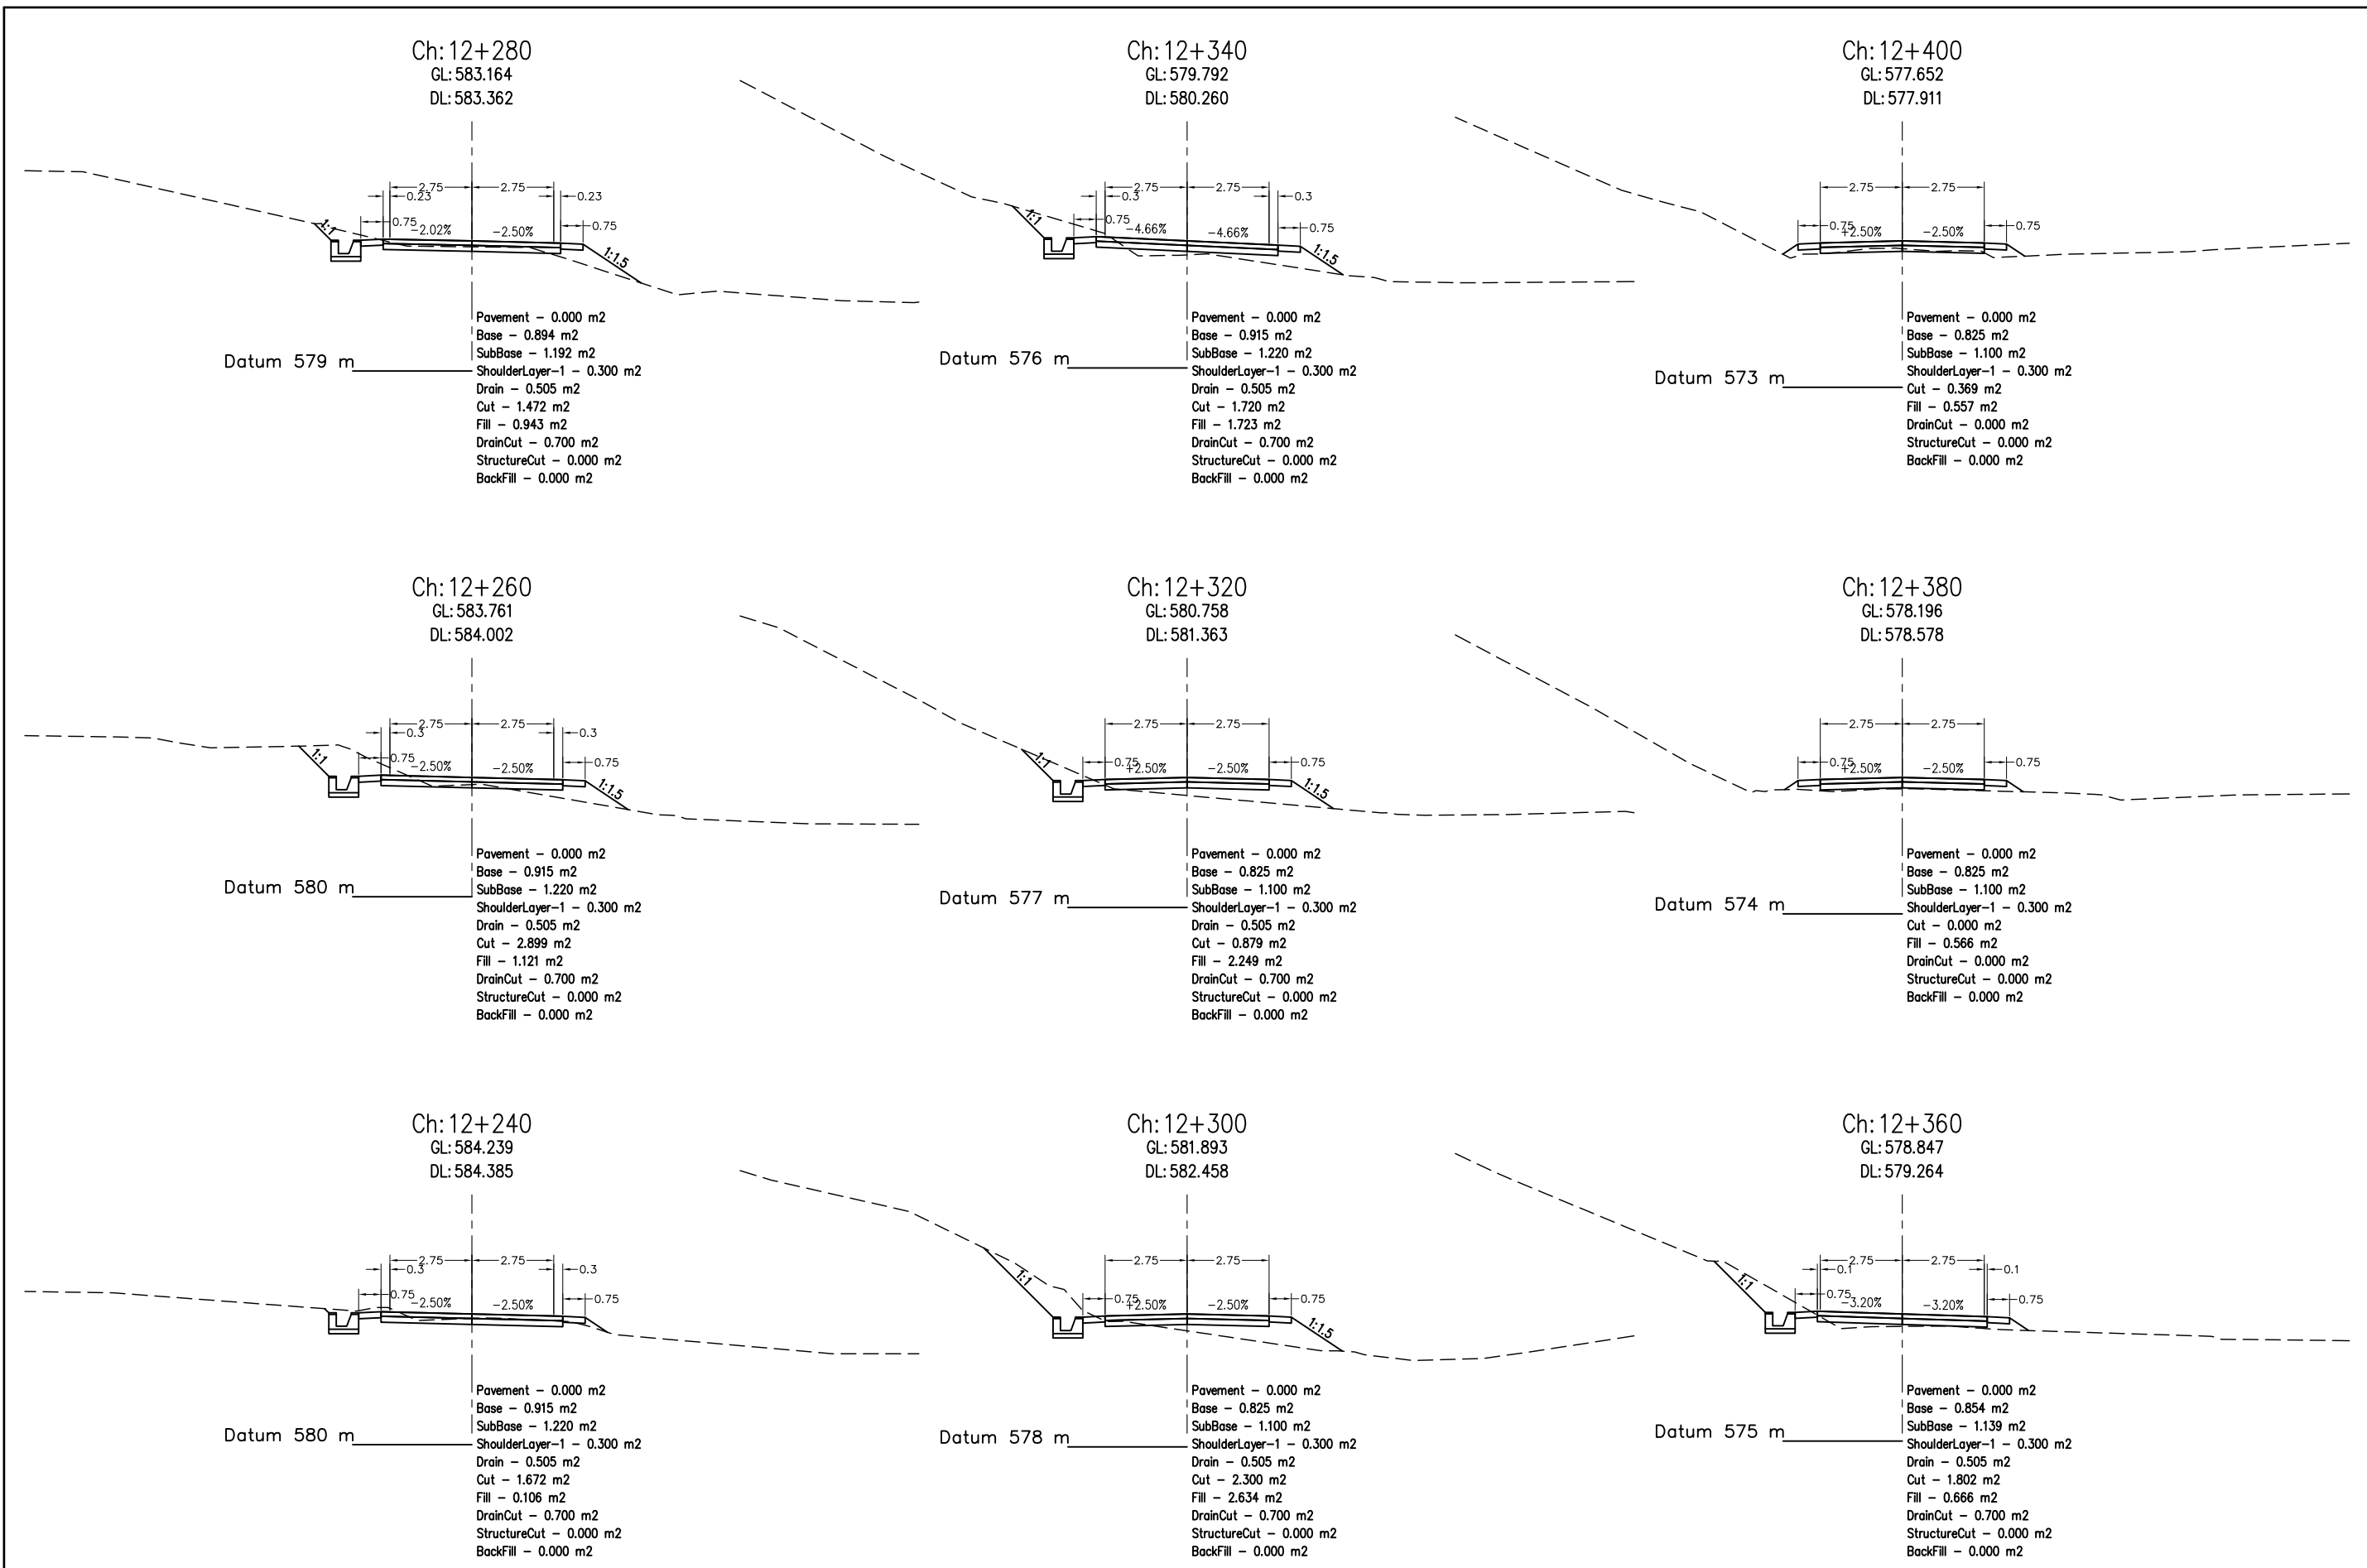 Ch:12+280
GL:583.164
DL:583.362
2.75 2.75
0.23 0.23
1:1 0.75 -2.02% -2.50% 0.75
1:1.5
Datum 579 m
Pavement - 0.000 m2
Base - 0.894 m2
SubBase - 1.192 m2
ShoulderLayer-1 - 0.300 m2
Drain - 0.505 m2
Cut - 1.472 m2
Fill - 0.943 m2
DrainCut - 0.700 m2
StructureCut - 0.000 m2
BackFill - 0.000 m2
Ch:12+340
GL:579.792
DL:580.260
2.75 2.75
0.3 0.3
1:1 0.75 -4.66% -4.66% 0.75
1:1.5
Datum 576 m
Pavement - 0.000 m2
Base - 0.915 m2
SubBase - 1.220 m2
ShoulderLayer-1 - 0.300 m2
Drain - 0.505 m2
Cut - 1.720 m2
Fill - 1.723 m2
DrainCut - 0.700 m2
StructureCut - 0.000 m2
BackFill - 0.000 m2
Ch:12+400
GL:577.652
DL:577.911
2.75 2.75
0.75 +2.50% -2.50% 0.75
Datum 573 m
Pavement - 0.000 m2
Base - 0.825 m2
SubBase - 1.100 m2
ShoulderLayer-1 - 0.300 m2
Cut - 0.369 m2
Fill - 0.557 m2
DrainCut - 0.000 m2
StructureCut - 0.000 m2
BackFill - 0.000 m2
Ch:12+260
GL:583.761
DL:584.002
2.75 2.75
0.3 0.3
1:1 0.75 -2.50% -2.50% 0.75
1:1.5
Datum 580 m
Pavement - 0.000 m2
Base - 0.915 m2
SubBase - 1.220 m2
ShoulderLayer-1 - 0.300 m2
Drain - 0.505 m2
Cut - 2.899 m2
Fill - 1.121 m2
DrainCut - 0.700 m2
StructureCut - 0.000 m2
BackFill - 0.000 m2
Ch:12+320
GL:580.758
DL:581.363
2.75 2.75
1:1 0.75 +2.50% -2.50% 0.75
1:1.5
Datum 577 m
Pavement - 0.000 m2
Base - 0.825 m2
SubBase - 1.100 m2
ShoulderLayer-1 - 0.300 m2
Drain - 0.505 m2
Cut - 0.879 m2
Fill - 2.249 m2
DrainCut - 0.700 m2
StructureCut - 0.000 m2
BackFill - 0.000 m2
Ch:12+380
GL:578.196
DL:578.578
2.75 2.75
0.75 +2.50% -2.50% 0.75
Datum 574 m
Pavement - 0.000 m2
Base - 0.825 m2
SubBase - 1.100 m2
ShoulderLayer-1 - 0.300 m2
Cut - 0.000 m2
Fill - 0.566 m2
DrainCut - 0.000 m2
StructureCut - 0.000 m2
BackFill - 0.000 m2
Ch:12+240
GL:584.239
DL:584.385
2.75 2.75
0.3 0.3
0.75 -2.50% -2.50% 0.75
Datum 580 m
Pavement - 0.000 m2
Base - 0.915 m2
SubBase - 1.220 m2
ShoulderLayer-1 - 0.300 m2
Drain - 0.505 m2
Cut - 1.672 m2
Fill - 0.106 m2
DrainCut - 0.700 m2
StructureCut - 0.000 m2
BackFill - 0.000 m2
Ch:12+300
GL:581.893
DL:582.458
2.75 2.75
1:1 0.75 +2.50% -2.50% 0.75
1:1.5
Datum 578 m
Pavement - 0.000 m2
Base - 0.825 m2
SubBase - 1.100 m2
ShoulderLayer-1 - 0.300 m2
Drain - 0.505 m2
Cut - 2.300 m2
Fill - 2.634 m2
DrainCut - 0.700 m2
StructureCut - 0.000 m2
BackFill - 0.000 m2
Ch:12+360
GL:578.847
DL:579.264
2.75 2.75
0.1 0.1
1:1 0.75 -3.20% -3.20% 0.75
Datum 575 m
Pavement - 0.000 m2
Base - 0.854 m2
SubBase - 1.139 m2
ShoulderLayer-1 - 0.300 m2
Drain - 0.505 m2
Cut - 1.802 m2
Fill - 0.666 m2
DrainCut - 0.700 m2
StructureCut - 0.000 m2
BackFill - 0.000 m2